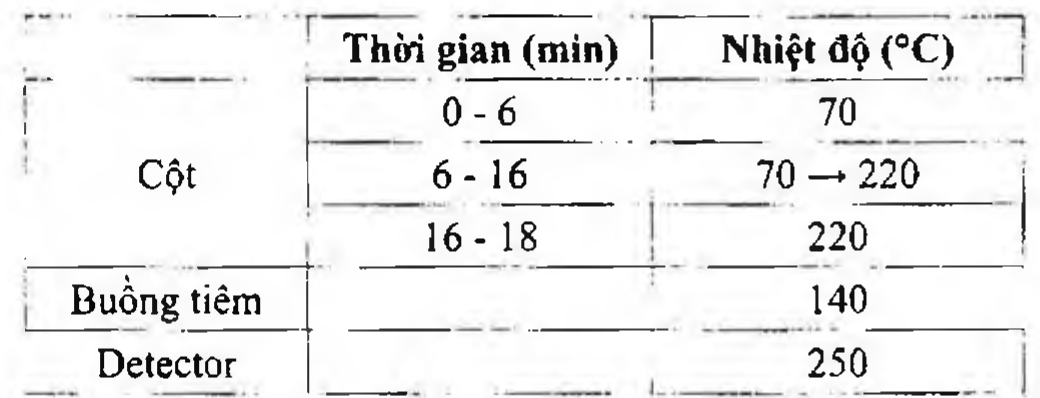 Thời gian (min) Nhiệt độ (°C)
0 - 6 70
Cột 6 - 16 70 → 220
16 - 18 220
Buồng tiêm 140
Detector 250